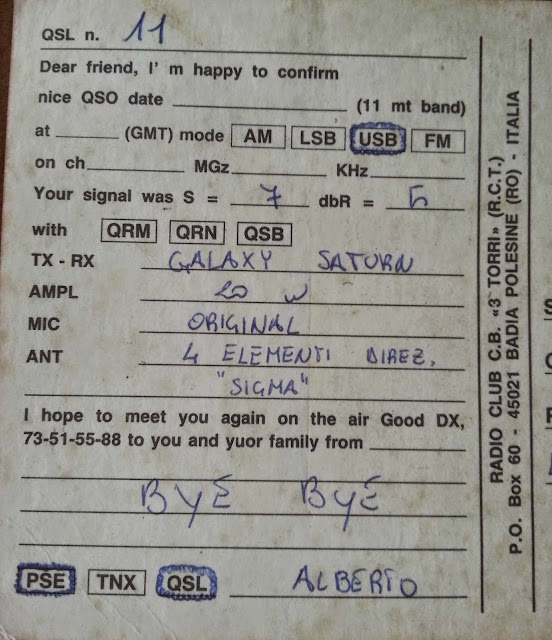 QSL n. 11
Dear friend, I' m happy to confirm
nice QSO date (11 mt band)
at (GMT) mode AM LSB USB FM
on ch MGz KHz
Your signal was S = 7 dbR = 5
with QRM QRN QSB
TX - RX GALAXY SATURN
AMPL 20 W
MIC ORIGINAL
ANT 4 ELEMENTI DIREZ.
"SIGMA"
I hope to meet you again on the air Good DX,
73-51-55-88 to you and yuor family from
BYE BYE
PSE TNX QSL ALBERTO
RADIO CLUB C.B. «3 TORRI» (R.C.T.)
P.O. Box 60 - 45021 BADIA POLESINE (RO) - ITALIA